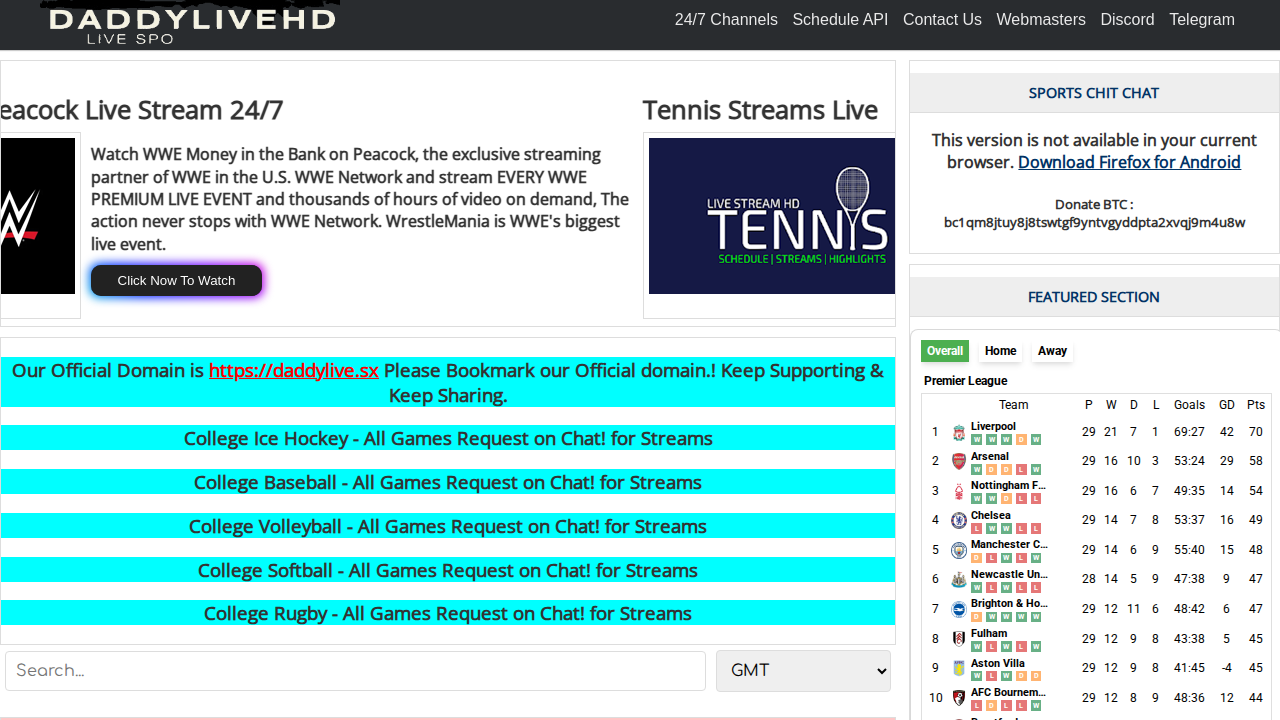 DADDYLIVEHD
LIVE SPO
24/7 Channels Schedule API Contact Us Webmasters Discord Telegram
eacock Live Stream 24/7
Watch WWE Money in the Bank on Peacock, the exclusive streaming
partner of WWE in the U.S. WWE Network and stream EVERY WWE
PREMIUM LIVE EVENT and thousands of hours of video on demand, The
action never stops with WWE Network. WrestleMania is WWE's biggest
live event.
Click Now To Watch
Tennis Streams Live
LIVE STREAM HD
TENNIS
SCHEDULE | STREAMS | HIGHLIGHTS
Our Official Domain is https://daddylive.sx Please Bookmark our Official domain.! Keep Supporting &
Keep Sharing.
College Ice Hockey - All Games Request on Chat! for Streams
College Baseball - All Games Request on Chat! for Streams
College Volleyball - All Games Request on Chat! for Streams
College Softball - All Games Request on Chat! for Streams
College Rugby - All Games Request on Chat! for Streams
Search...
GMT
SPORTS CHIT CHAT
This version is not available in your current
browser. Download Firefox for Android
Donate BTC :
bc1qm8jtuy8j8tswtgf9yntvgyddpta2xvqj9m4u8w
FEATURED SECTION
Overall Home Away
Premier League
Team P W D L Goals GD Pts
1 Liverpool 29 21 7 1 69:27 42 70
W W W D W
2 Arsenal 29 16 10 3 53:24 29 58
W D D L W
3 Nottingham F... 29 16 6 7 49:35 14 54
W W D L L
4 Chelsea 29 14 7 8 53:37 16 49
L W W L L
5 Manchester C... 29 14 6 9 55:40 15 48
D L W L W
6 Newcastle Un... 28 14 5 9 47:38 9 47
W L W L L
7 Brighton & Ho... 29 12 11 6 48:42 6 47
D W W W W
8 Fulham 29 12 9 8 43:38 5 45
W L W L W
9 Aston Villa 29 12 9 8 41:45 -4 45
W L W D D
10 AFC Bournem... 29 12 8 9 48:36 12 44
L D L L W